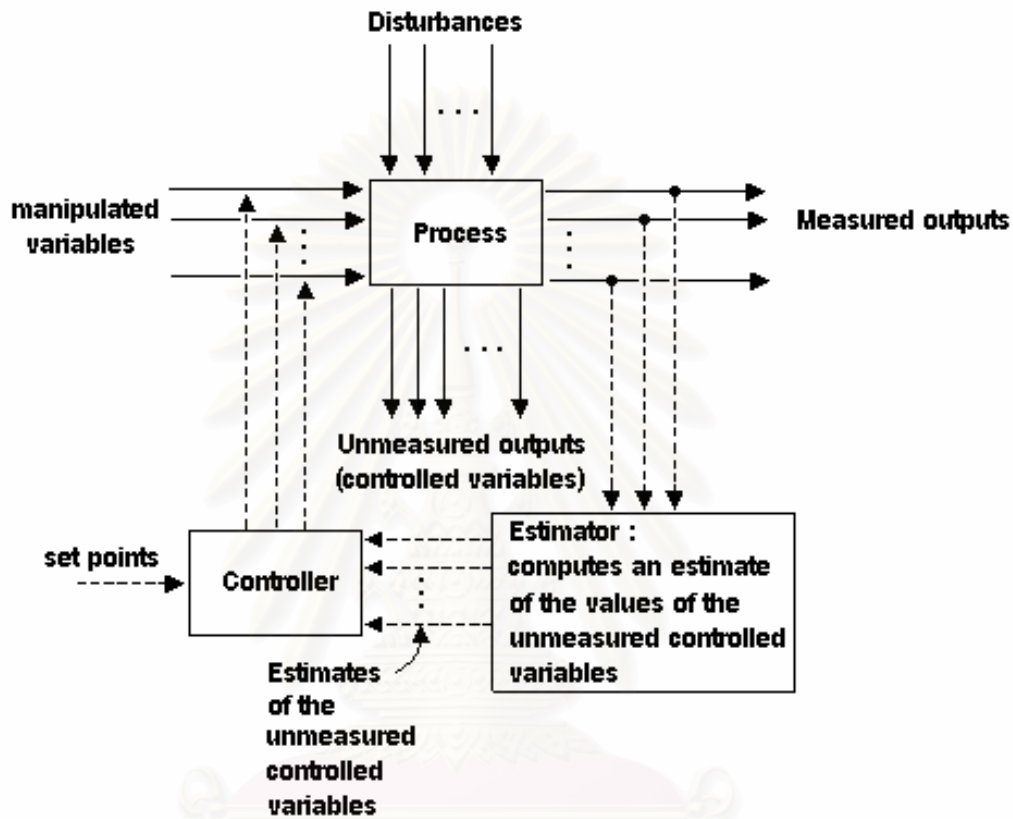 Disturbances
manipulated
variables
Process
Measured outputs
Unmeasured outputs
(controlled variables)
set points
Controller
Estimator :
computes an estimate
of the values of the
unmeasured controlled
variables
Estimates
of the
unmeasured
controlled
variables